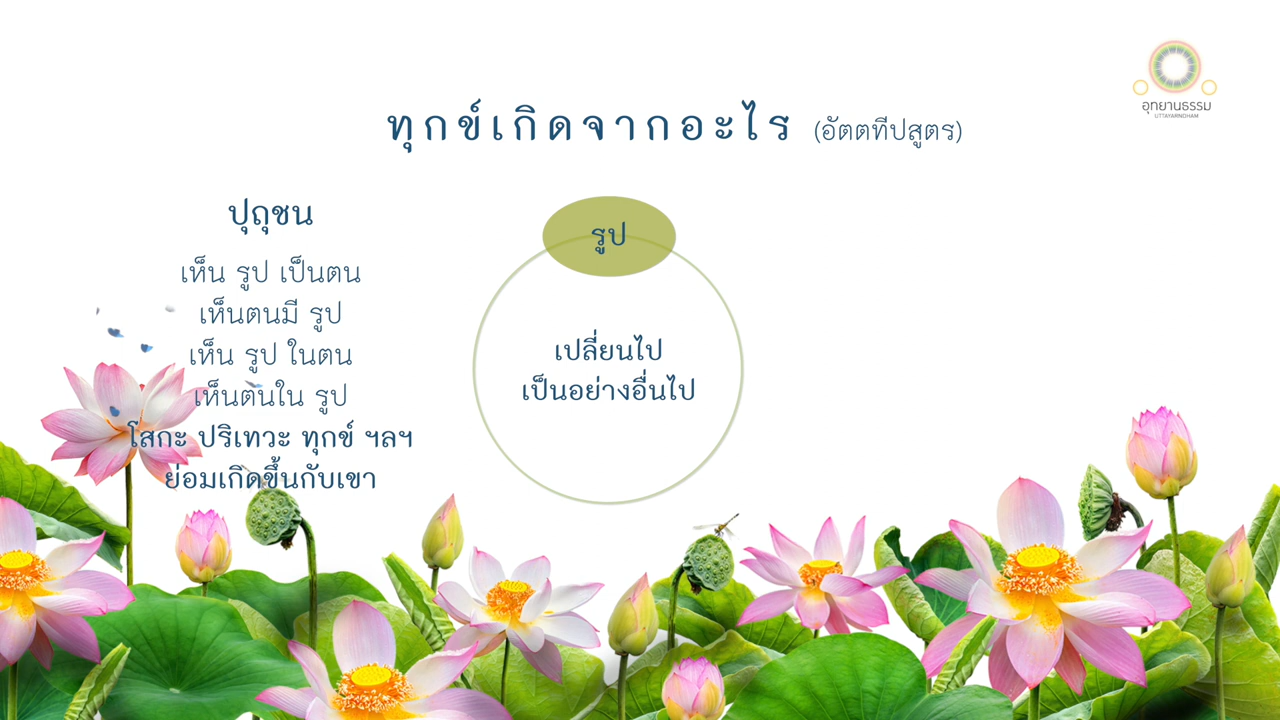 อุทยานธรรม
UTTAYARNDHAM
ทุกข์เกิดจากอะไร (อัตตทีปสูตร)
ปุถุชน
เห็น รูป เป็นตน
เห็นตนมี รูป
เห็น รูป ในตน
เห็นตนใน รูป
โสกะ ปริเทวะ ทุกข์ ฯลฯ
ย่อมเกิดขึ้นกับเขา
รูป
เปลี่ยนไป
เป็นอย่างอื่นไป